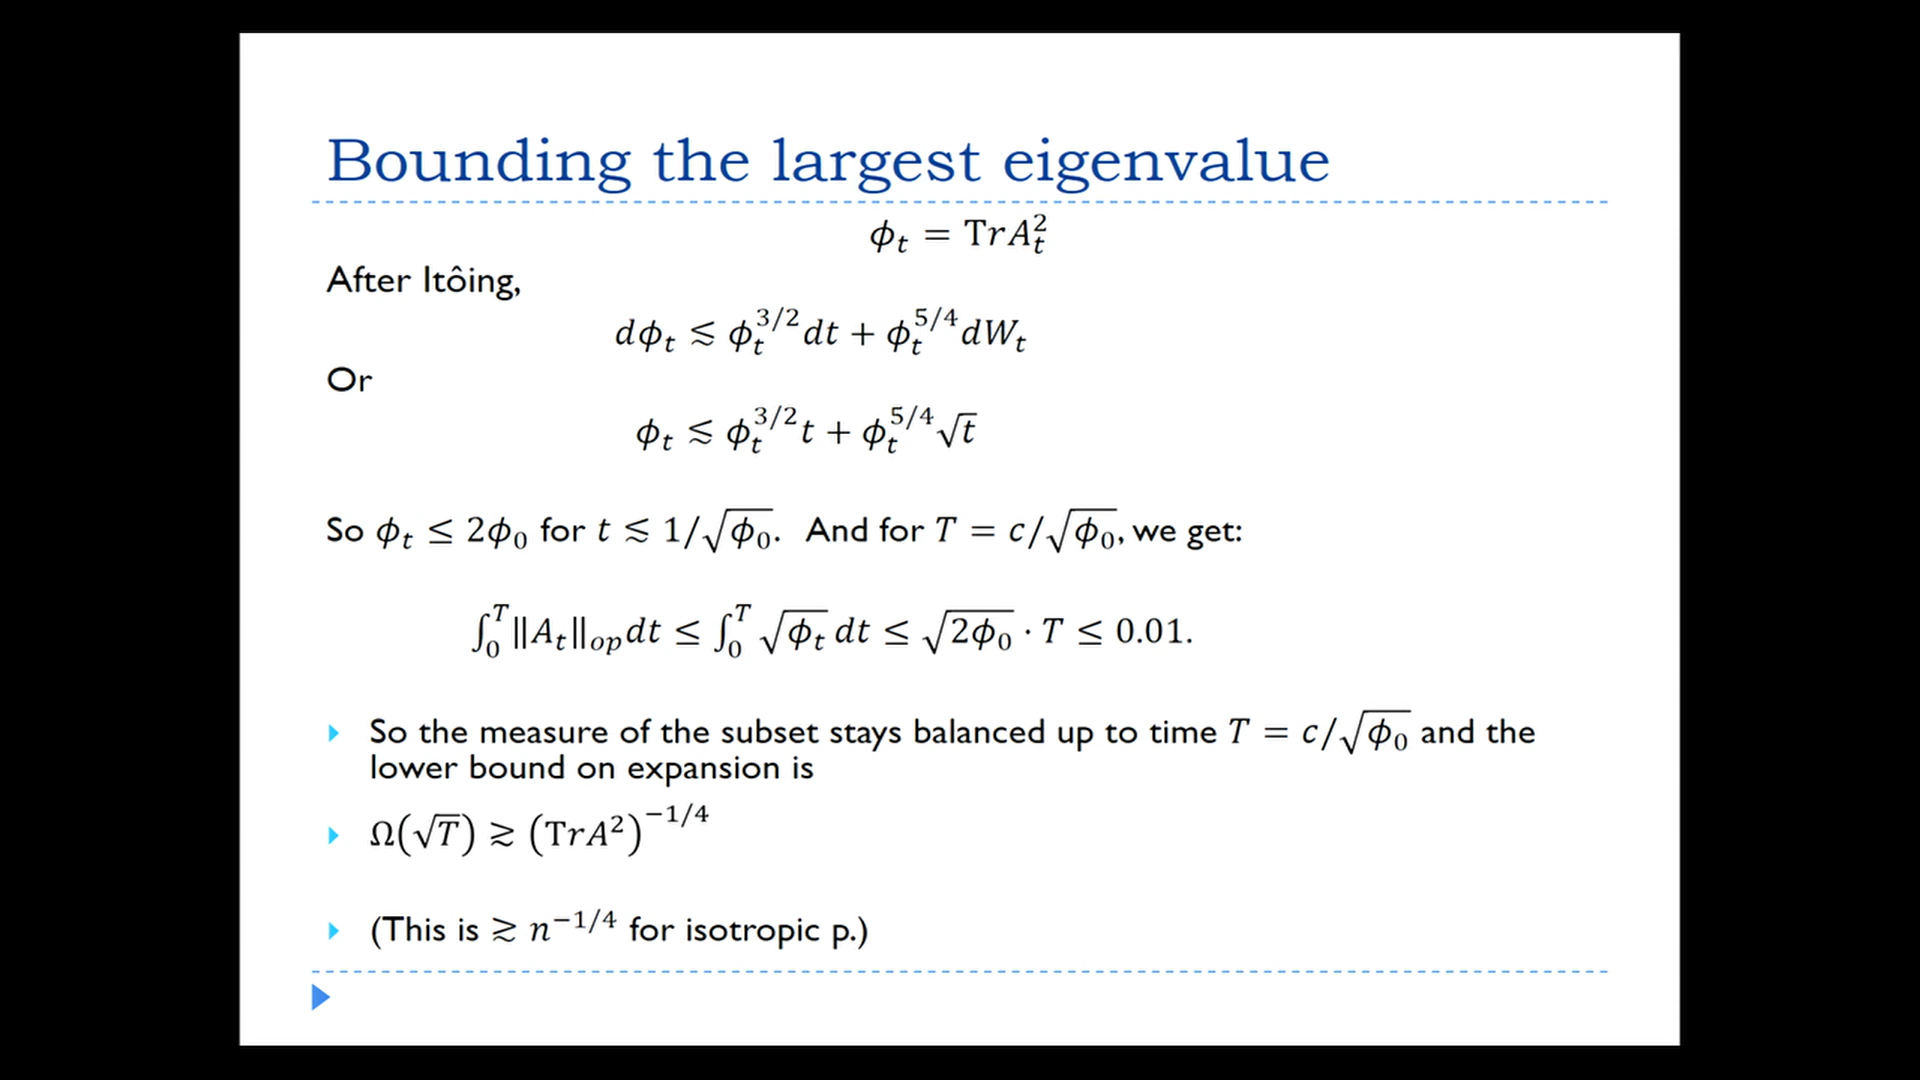 Bounding the largest eigenvalue
ϕ_t = TrA_t^2
After Itôing,
dϕ_t ≲ ϕ_t^{3/2}dt + ϕ_t^{5/4}dW_t
Or
ϕ_t ≲ ϕ_t^{3/2}t + ϕ_t^{5/4}√t
So ϕ_t ≤ 2ϕ_0 for t ≲ 1/√ϕ_0. And for T = c/√ϕ_0, we get:
∫_0^T ‖A_t‖_{op}dt ≤ ∫_0^T √ϕ_t dt ≤ √2ϕ_0 · T ≤ 0.01.
So the measure of the subset stays balanced up to time T = c/√ϕ_0 and the
lower bound on expansion is
Ω(√T) ≳ (TrA²)^{−1/4}
(This is ≳ n^{−1/4} for isotropic p.)